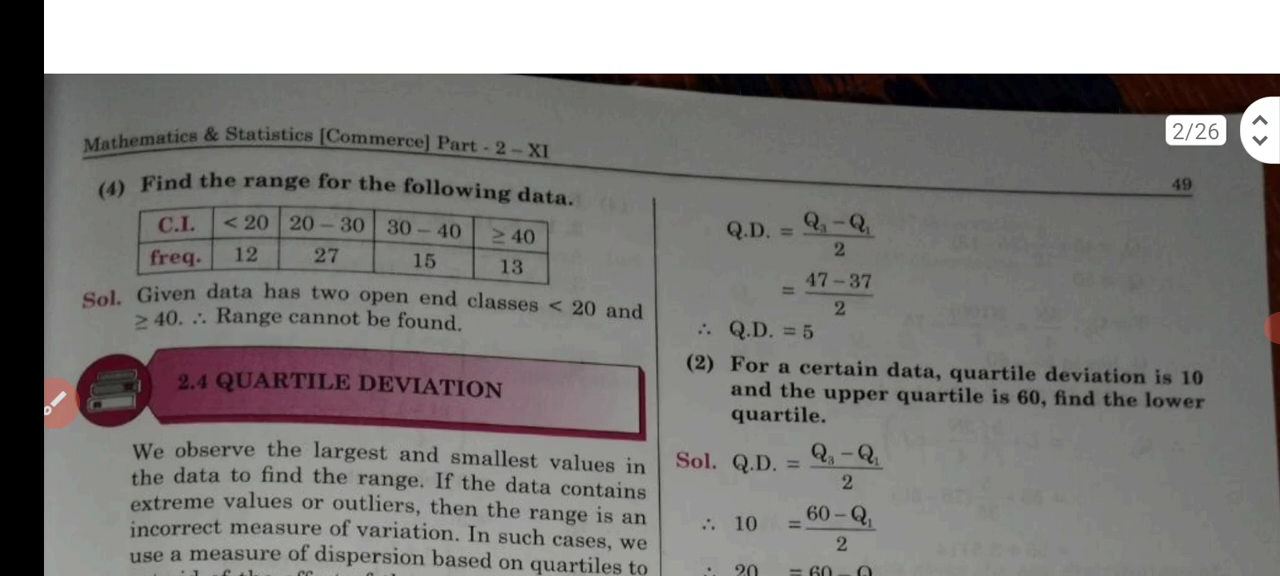 2/26
Mathematics & Statistics [Commerce] Part - 2 – XI
49
(4) Find the range for the following data.
C.I. < 20 20 – 30 30 – 40 ≥ 40
freq. 12 27 15 13
Sol. Given data has two open end classes < 20 and
≥ 40. ∴ Range cannot be found.
2.4 QUARTILE DEVIATION
We observe the largest and smallest values in
the data to find the range. If the data contains
extreme values or outliers, then the range is an
incorrect measure of variation. In such cases, we
use a measure of dispersion based on quartiles to
Q.D. = Q₃ – Q₁ / 2
= 47 – 37 / 2
∴ Q.D. = 5
(2) For a certain data, quartile deviation is 10
and the upper quartile is 60, find the lower
quartile.
Sol. Q.D. = Q₃ – Q₁ / 2
∴ 10 = 60 – Q₁ / 2
∴ 20 = 60 – Q